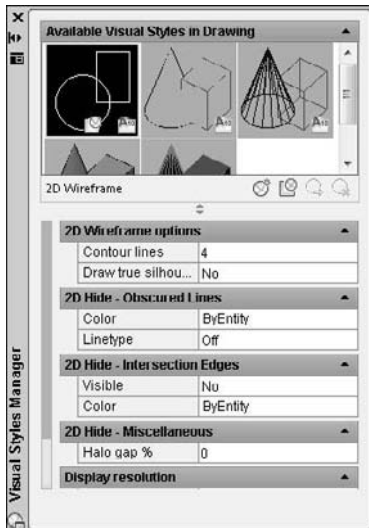 Available Visual Styles in Drawing
2D Wireframe
2D Wireframe options
Contour lines 4
Draw true silhou... No
2D Hide - Obscured Lines
Color ByEntity
Linetype Off
2D Hide - Intersection Edges
Visible No
Color ByEntity
2D Hide - Miscellaneous
Halo gap % 0
Display resolution
Visual Styles Manager